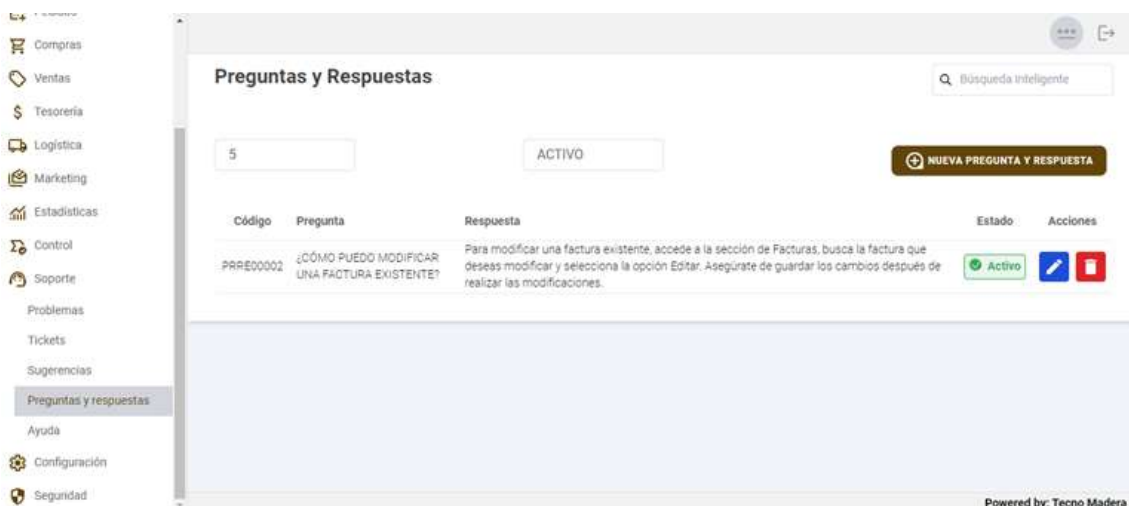 Compras
Ventas
Tesorería
Logística
Marketing
Estadísticas
Control
Soporte
Problemas
Tickets
Sugerencias
Preguntas y respuestas
Ayuda
Configuración
Seguridad
Preguntas y Respuestas
Búsqueda Inteligente
5
ACTIVO
NUEVA PREGUNTA Y RESPUESTA
Código Pregunta Respuesta Estado Acciones
PRRE00002
¿CÓMO PUEDO MODIFICAR
UNA FACTURA EXISTENTE?
Para modificar una factura existente, accede a la sección de Facturas, busca la factura que
deseas modificar y selecciona la opción Editar. Asegúrate de guardar los cambios después de
realizar las modificaciones.
Activo
Powered by: Tecno Madera